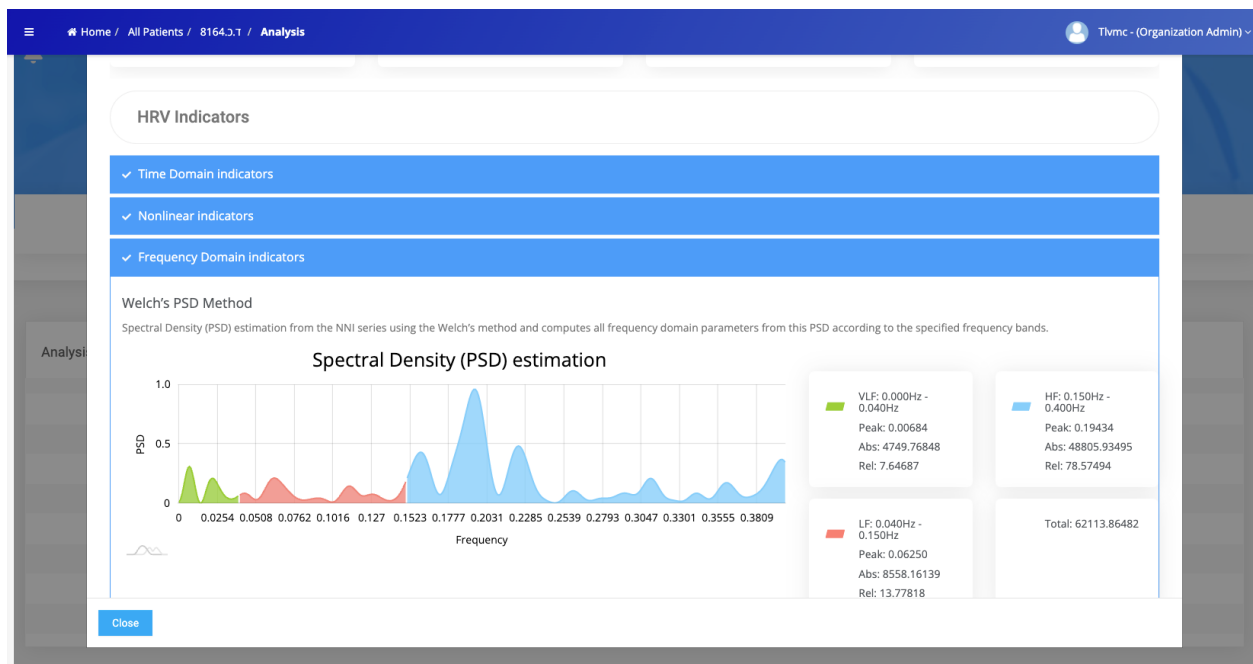 Home / All Patients / 8164.ד.כ / Analysis
Tlvmc - (Organization Admin)
HRV Indicators
Time Domain indicators
Nonlinear indicators
Frequency Domain indicators
Welch's PSD Method
Spectral Density (PSD) estimation from the NNI series using the Welch's method and computes all frequency domain parameters from this PSD according to the specified frequency bands.
Analysi
Spectral Density (PSD) estimation
1.0
0.5
0
PSD
0 0.0254 0.0508 0.0762 0.1016 0.127 0.1523 0.1777 0.2031 0.2285 0.2539 0.2793 0.3047 0.3301 0.3555 0.3809
Frequency
VLF: 0.000Hz -
0.040Hz
Peak: 0.00684
Abs: 4749.76848
Rel: 7.64687
HF: 0.150Hz -
0.400Hz
Peak: 0.19434
Abs: 48805.93495
Rel: 78.57494
LF: 0.040Hz -
0.150Hz
Peak: 0.06250
Abs: 8558.16139
Rel: 13.77818
Total: 62113.86482
Close